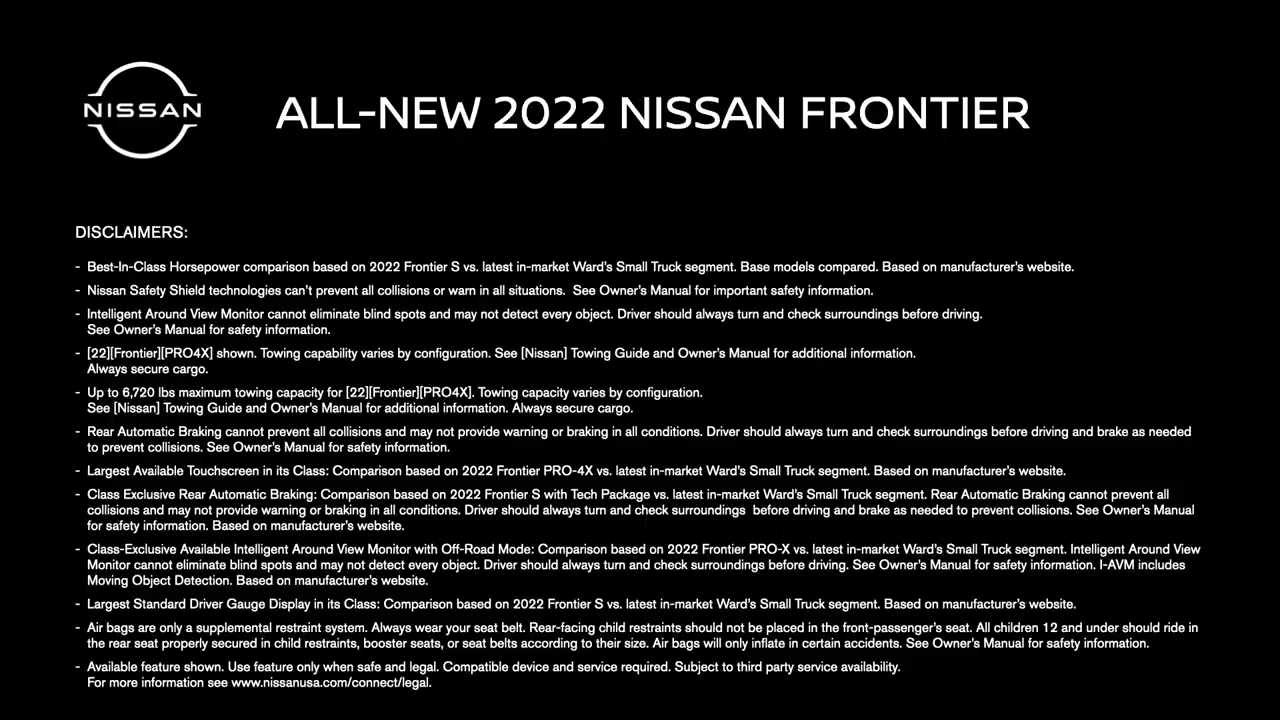 NISSAN
ALL-NEW 2022 NISSAN FRONTIER
DISCLAIMERS:
- Best-In-Class Horsepower comparison based on 2022 Frontier S vs. latest in-market Ward's Small Truck segment. Base models compared. Based on manufacturer's website.
- Nissan Safety Shield technologies can't prevent all collisions or warn in all situations.  See Owner's Manual for important safety information.
- Intelligent Around View Monitor cannot eliminate blind spots and may not detect every object. Driver should always turn and check surroundings before driving.
See Owner's Manual for safety information.
- [22][Frontier][PRO4X] shown. Towing capability varies by configuration. See [Nissan] Towing Guide and Owner's Manual for additional information.
Always secure cargo.
- Up to 6,720 lbs maximum towing capacity for [22][Frontier][PRO4X]. Towing capacity varies by configuration.
See [Nissan] Towing Guide and Owner's Manual for additional information. Always secure cargo.
- Rear Automatic Braking cannot prevent all collisions and may not provide warning or braking in all conditions. Driver should always turn and check surroundings before driving and brake as needed
to prevent collisions. See Owner's Manual for safety information.
- Largest Available Touchscreen in its Class: Comparison based on 2022 Frontier PRO-4X vs. latest in-market Ward's Small Truck segment. Based on manufacturer's website.
- Class Exclusive Rear Automatic Braking: Comparison based on 2022 Frontier S with Tech Package vs. latest in-market Ward's Small Truck segment. Rear Automatic Braking cannot prevent all
collisions and may not provide warning or braking in all conditions. Driver should always turn and check surroundings  before driving and brake as needed to prevent collisions. See Owner's Manual
for safety information. Based on manufacturer's website.
- Class-Exclusive Available Intelligent Around View Monitor with Off-Road Mode: Comparison based on 2022 Frontier PRO-X vs. latest in-market Ward's Small Truck segment. Intelligent Around View
Monitor cannot eliminate blind spots and may not detect every object. Driver should always turn and check surroundings before driving. See Owner's Manual for safety information. I-AVM includes
Moving Object Detection. Based on manufacturer's website.
- Largest Standard Driver Gauge Display in its Class: Comparison based on 2022 Frontier S vs. latest in-market Ward's Small Truck segment. Based on manufacturer's website.
- Air bags are only a supplemental restraint system. Always wear your seat belt. Rear-facing child restraints should not be placed in the front-passenger's seat. All children 12 and under should ride in
the rear seat properly secured in child restraints, booster seats, or seat belts according to their size. Air bags will only inflate in certain accidents. See Owner's Manual for safety information.
- Available feature shown. Use feature only when safe and legal. Compatible device and service required. Subject to third party service availability.
For more information see www.nissanusa.com/connect/legal.